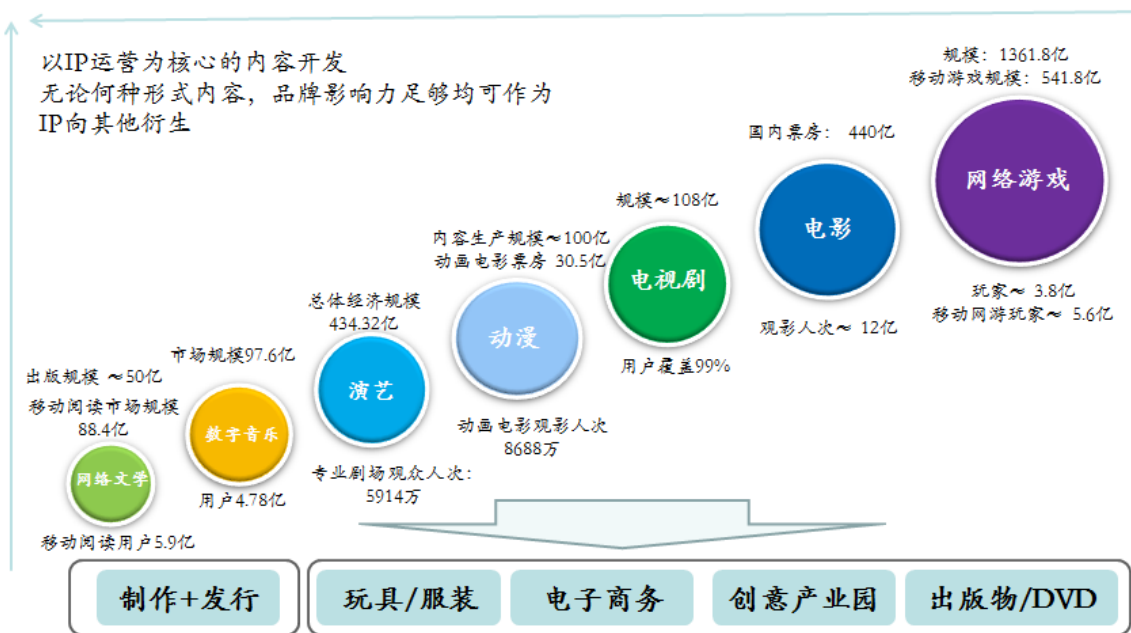 以IP运营为核心的内容开发
无论何种形式内容，品牌影响力足够均可作为
IP向其他衍生
出版规模 ≈50亿
移动阅读市场规模
88.4亿
网络文学
移动阅读用户5.9亿
市场规模97.6亿
数字音乐
用户4.78亿
总体经济规模
434.32亿
演艺
专业剧场观众人次：
5914万
内容生产规模≈100亿
动画电影票房 30.5亿
动漫
动画电影观影人次
8688万
规模≈108亿
电视剧
用户覆盖99%
国内票房： 440亿
电影
观影人次≈ 12亿
规模：1361.8亿
移动游戏规模：541.8亿
网络游戏
玩家≈ 3.8亿
移动网游玩家≈ 5.6亿
制作+发行
玩具/服装
电子商务
创意产业园
出版物/DVD